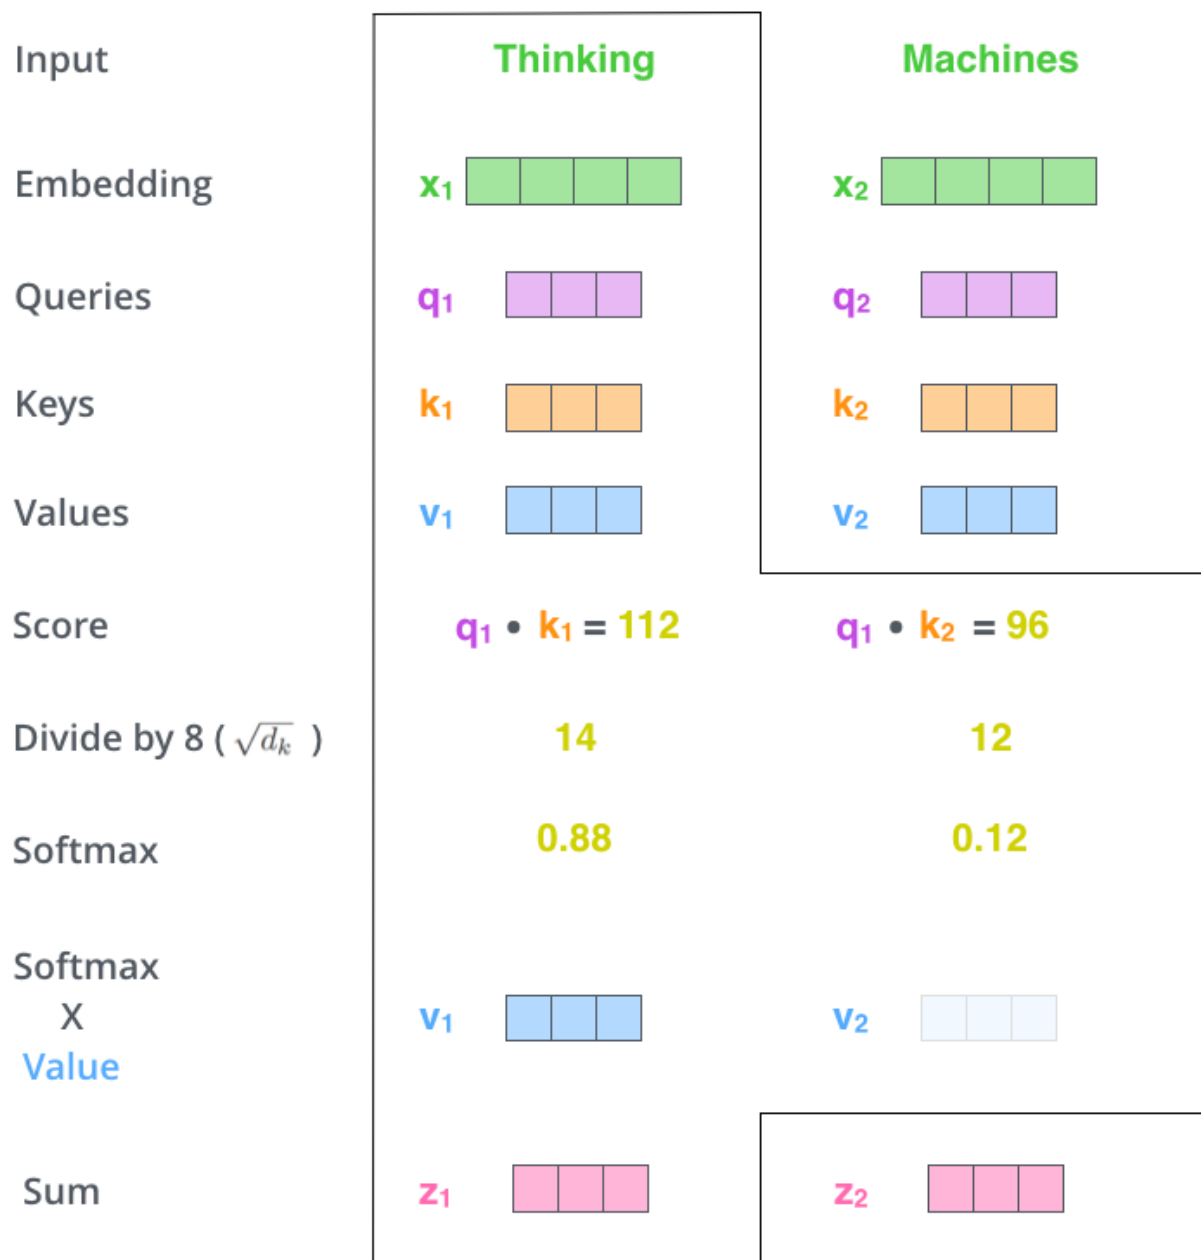 Input Thinking Machines
Embedding x₁ x₂
Queries q₁ q₂
Keys k₁ k₂
Values v₁ v₂
Score q₁ • k₁ = 112 q₁ • k₂ = 96
Divide by 8 ( √dₖ ) 14 12
Softmax 0.88 0.12
Softmax
X v₁ v₂
Value
Sum z₁ z₂